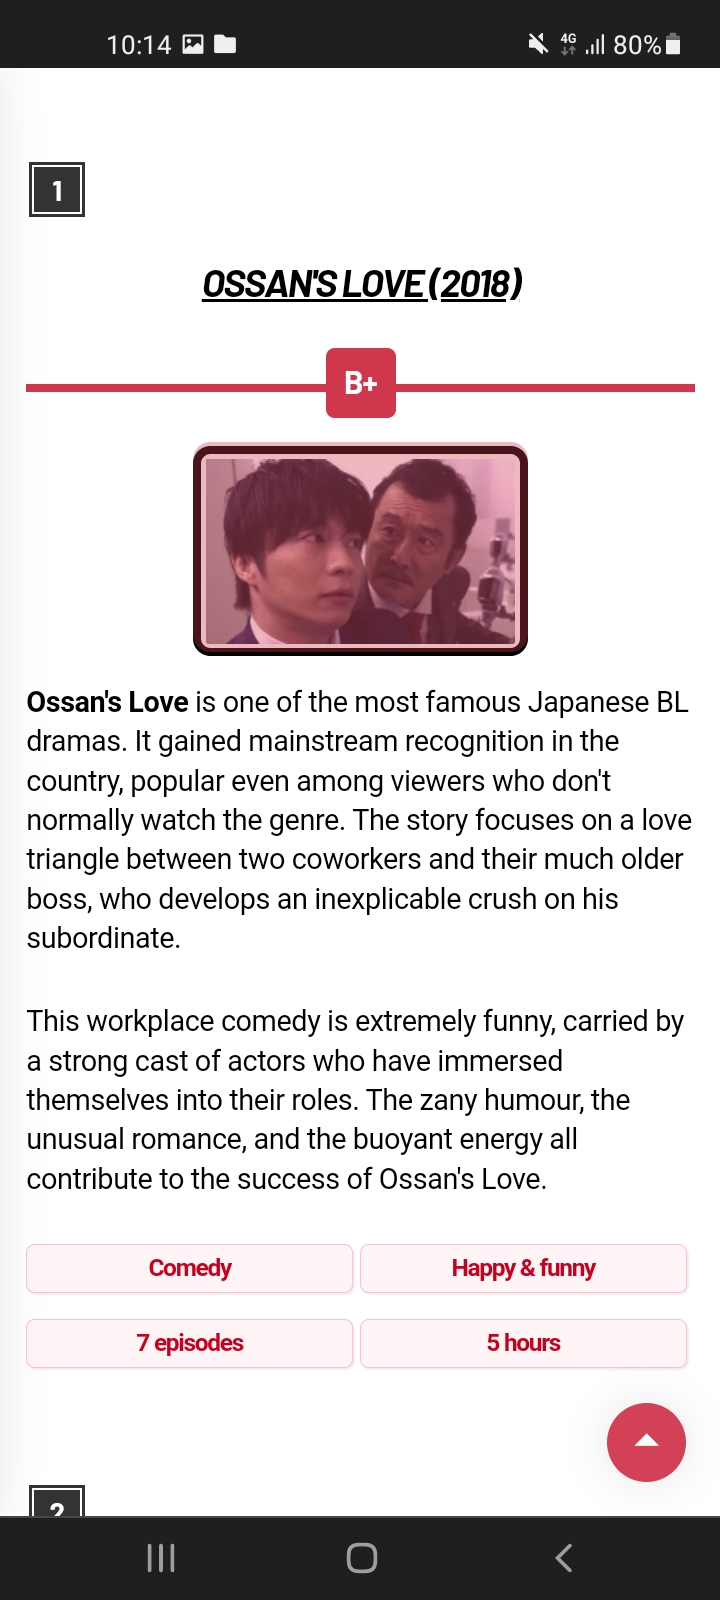 10:14 4G 80%
1
OSSAN'S LOVE (2018)
B+
Ossan's Love is one of the most famous Japanese BL
dramas. It gained mainstream recognition in the
country, popular even among viewers who don't
normally watch the genre. The story focuses on a love
triangle between two coworkers and their much older
boss, who develops an inexplicable crush on his
subordinate.
This workplace comedy is extremely funny, carried by
a strong cast of actors who have immersed
themselves into their roles. The zany humour, the
unusual romance, and the buoyant energy all
contribute to the success of Ossan's Love.
Comedy Happy & funny
7 episodes 5 hours
2